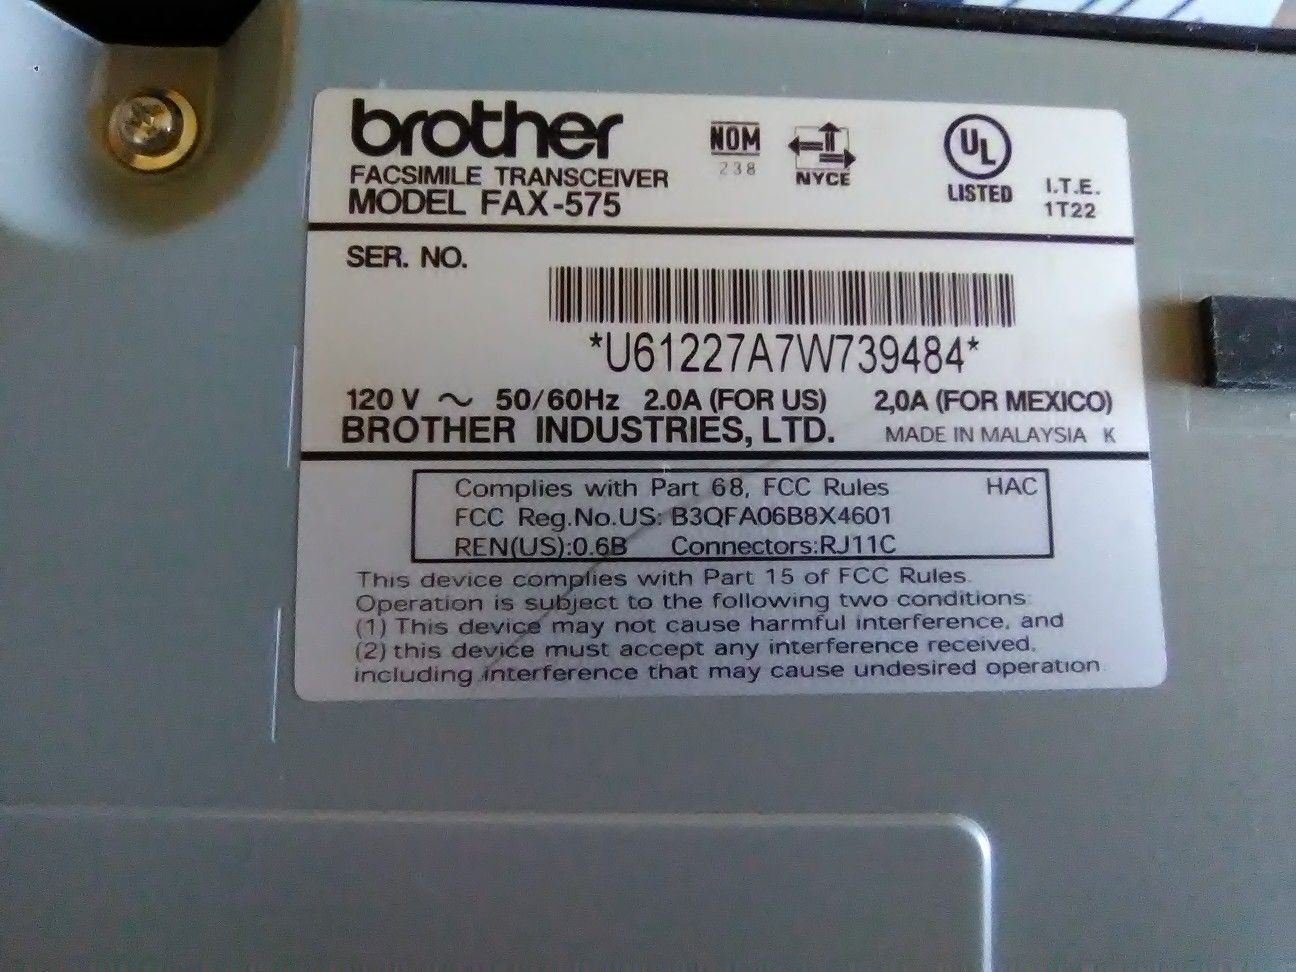 brother
FACSIMILE TRANSCEIVER
MODEL FAX-575
NOM
238
NYCE
UL
LISTED
I.T.E.
1T22
SER. NO.
*U61227A7W739484*
120 V ～ 50/60Hz 2.0A (FOR US) 2,0A (FOR MEXICO)
BROTHER INDUSTRIES, LTD. MADE IN MALAYSIA K
Complies with Part 68, FCC Rules HAC
FCC Reg.No.US: B3QFA06B8X4601
REN(US):0.6B Connectors:RJ11C
This device complies with Part 15 of FCC Rules.
Operation is subject to the following two conditions:
(1) This device may not cause harmful interference, and
(2) this device must accept any interference received,
including interference that may cause undesired operation.